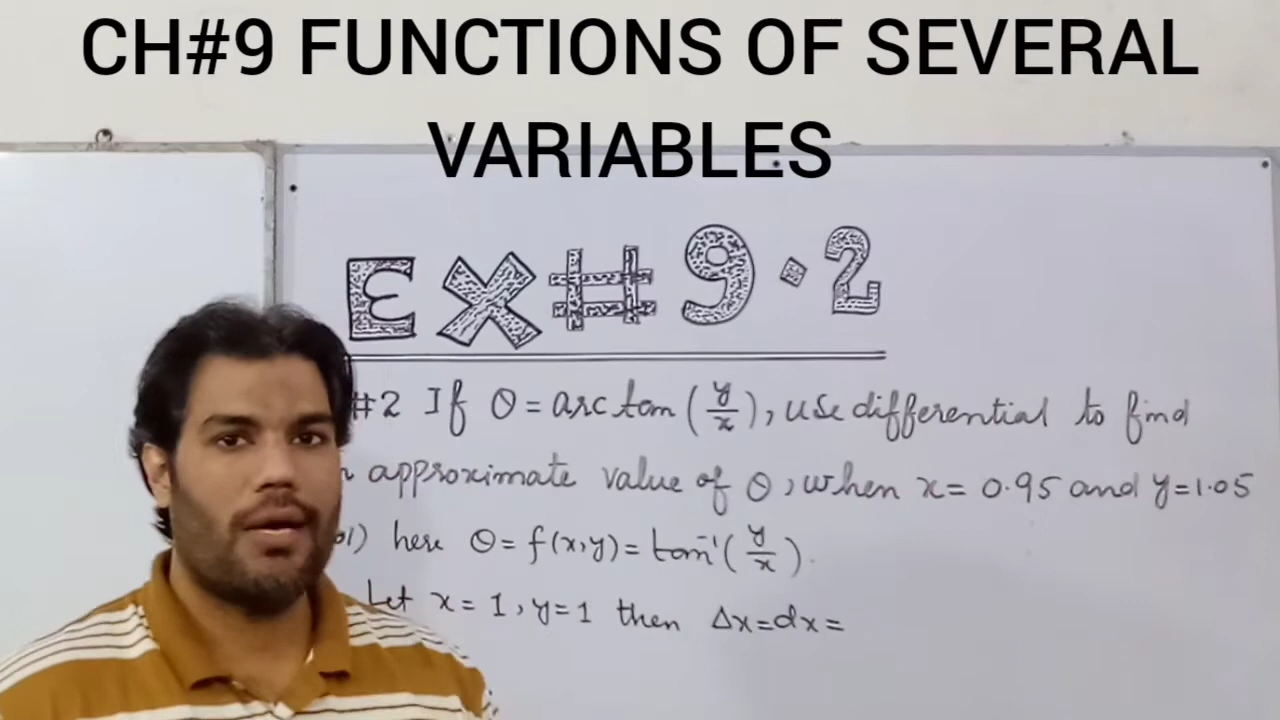 CH#9 FUNCTIONS OF SEVERAL
VARIABLES
EX#9.2
#2 If θ = arc tan (y/x), use differential to find
approximate value of θ, when x = 0.95 and y = 1.05
here θ = f(x,y) = tan⁻¹(y/x).
Let x = 1, y = 1 then Δx = dx =